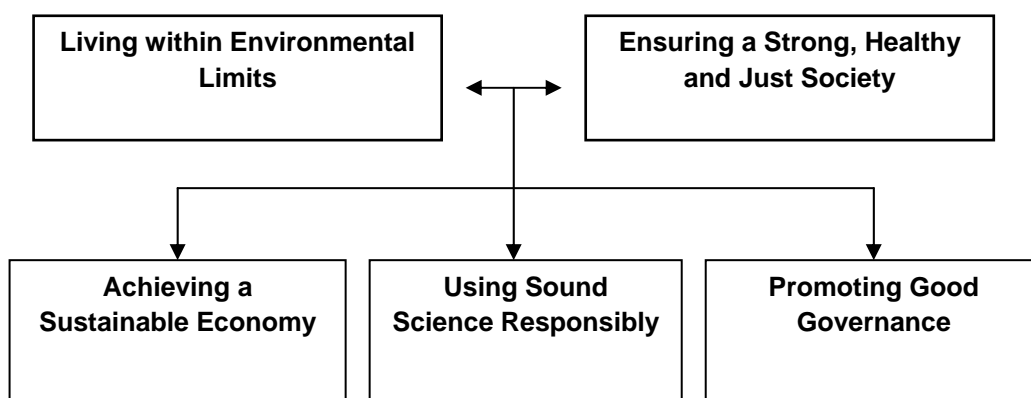 Living within Environmental
Limits
Ensuring a Strong, Healthy
and Just Society
Achieving a
Sustainable Economy
Using Sound
Science Responsibly
Promoting Good
Governance